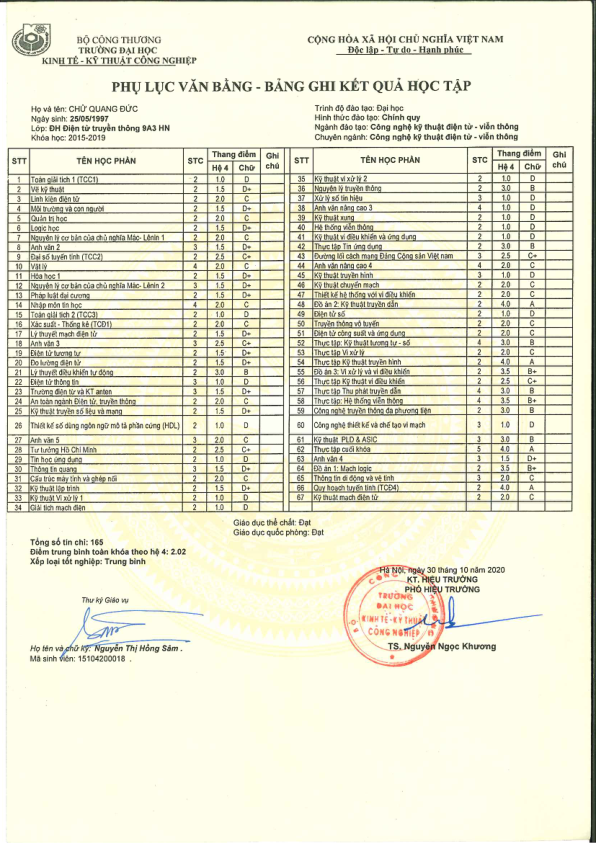 BỘ CÔNG THƯƠNG
TRƯỜNG ĐẠI HỌC
KINH TẾ - KỸ THUẬT CÔNG NGHIỆP
CỘNG HÒA XÃ HỘI CHỦ NGHĨA VIỆT NAM
Độc lập - Tự do - Hạnh phúc
PHỤ LỤC VĂN BẰNG - BẢNG GHI KẾT QUẢ HỌC TẬP
Họ và tên: CHỬ QUANG ĐỨC
Ngày sinh: 25/05/1997
Lớp: ĐH Điện tử truyền thông 9A3 HN
Khóa học: 2015-2019
Trình độ đào tạo: Đại học
Hình thức đào tạo: Chính quy
Ngành đào tạo: Công nghệ kỹ thuật điện tử - viễn thông
Chuyên ngành: Công nghệ kỹ thuật điện tử - viễn thông
STT TÊN HỌC PHẦN STC Thang điểm Hệ 4 Chữ Ghi chú
1 Toán giải tích 1 (TCC1) 2 1.0 D
2 Vẽ kỹ thuật 2 1.5 D+
3 Linh kiện điện tử 2 2.0 C
4 Môi trường và con người 2 1.5 D+
5 Quản trị học 2 2.0 C
6 Logic học 2 1.5 D+
7 Nguyên lý cơ bản của chủ nghĩa Mác- Lênin 1 2 2.0 C
8 Anh văn 2 3 1.5 D+
9 Đại số tuyến tính (TCC2) 2 2.5 C+
10 Vật lý 4 2.0 C
11 Hóa học 1 2 1.5 D+
12 Nguyên lý cơ bản của chủ nghĩa Mác- Lênin 2 3 1.5 D+
13 Pháp luật đại cương 2 1.5 D+
14 Nhập môn tin học 4 2.0 C
15 Toán giải tích 2 (TCC3) 2 1.0 D
16 Xác suất - Thống kê (TCĐ1) 2 2.0 C
17 Lý thuyết mạch điện tử 2 1.5 D+
18 Anh văn 3 3 2.5 C+
19 Điện tử tương tự 2 1.5 D+
20 Đo lường điện tử 2 1.5 D+
21 Lý thuyết điều khiển tự động 2 3.0 B
22 Điện tử thông tin 3 1.0 D
23 Trường điện từ và KT anten 3 1.5 D+
24 An toàn ngành Điện tử, truyền thông 2 2.0 C
25 Kỹ thuật truyền số liệu và mạng 2 1.5 D+
26 Thiết kế số dùng ngôn ngữ mô tả phần cứng (HDL) 2 1.0 D
27 Anh văn 5 3 2.0 C
28 Tư tưởng Hồ Chí Minh 2 2.5 C+
29 Tin học ứng dụng 2 1.0 D
30 Thông tin quang 3 1.5 D+
31 Cấu trúc máy tính và ghép nối 2 2.0 C
32 Kỹ thuật lập trình 2 1.5 D+
33 Kỹ thuật Vi xử lý 1 2 1.0 D
34 Giải tích mạch điện 2 1.0 D
STT TÊN HỌC PHẦN STC Thang điểm Hệ 4 Chữ Ghi chú
35 Kỹ thuật vi xử lý 2 2 1.0 D
36 Nguyên lý truyền thông 2 3.0 B
37 Xử lý số tín hiệu 3 1.0 D
38 Anh văn nâng cao 3 4 1.0 D
39 Kỹ thuật xung 2 1.0 D
40 Hệ thống viễn thông 2 1.0 D
41 Kỹ thuật vi điều khiển và ứng dụng 2 1.0 D
42 Thực tập Tin ứng dụng 2 3.0 B
43 Đường lối cách mạng Đảng Cộng sản Việt nam 3 2.5 C+
44 Anh văn nâng cao 4 4 2.0 C
45 Kỹ thuật truyền hình 3 1.0 D
46 Kỹ thuật chuyển mạch 2 2.0 C
47 Thiết kế hệ thống với vi điều khiển 2 2.0 C
48 Đồ án 2: Kỹ thuật truyền dẫn 2 4.0 A
49 Điện tử số 2 1.0 D
50 Truyền thông vô tuyến 2 2.0 C
51 Điện tử công suất và ứng dụng 2 2.0 C
52 Thực tập: Kỹ thuật tương tự - số 4 3.0 B
53 Thực tập Vi xử lý 2 2.0 C
54 Thực tập Kỹ thuật truyền hình 2 4.0 A
55 Đồ án 3: Vi xử lý và vi điều khiển 2 3.5 B+
56 Thực tập Kỹ thuật vi điều khiển 2 2.5 C+
57 Thực tập Thu phát truyền dẫn 4 3.0 B
58 Thực tập: Hệ thống viễn thông 4 3.5 B+
59 Công nghệ truyền thông đa phương tiện 2 3.0 B
60 Công nghệ thiết kế và chế tạo vi mạch 3 1.0 D
61 Kỹ thuật PLD & ASIC 3 3.0 B
62 Thực tập cuối khóa 5 4.0 A
63 Anh văn 4 3 1.5 D+
64 Đồ án 1: Mạch logic 2 3.5 B+
65 Thông tin di động và vệ tinh 3 2.0 C
66 Quy hoạch tuyến tính (TCĐ4) 2 4.0 A
67 Kỹ thuật mạch điện tử 2 2.0 C
Giáo dục thể chất: Đạt
Giáo dục quốc phòng: Đạt
Tổng số tín chỉ: 165
Điểm trung bình toàn khóa theo hệ 4: 2.02
Xếp loại tốt nghiệp: Trung bình
Hà Nội, ngày 30 tháng 10 năm 2020
KT. HIỆU TRƯỞNG
PHÓ HIỆU TRƯỞNG
Thư ký Giáo vụ
TRƯỜNG
ĐẠI HỌC
KINH TẾ-KỸ THUẬT
CÔNG NGHIỆP
Họ tên và chữ ký: Nguyễn Thị Hồng Sâm .
Mã sinh viên: 15104200018 .
TS. Nguyễn Ngọc Khương